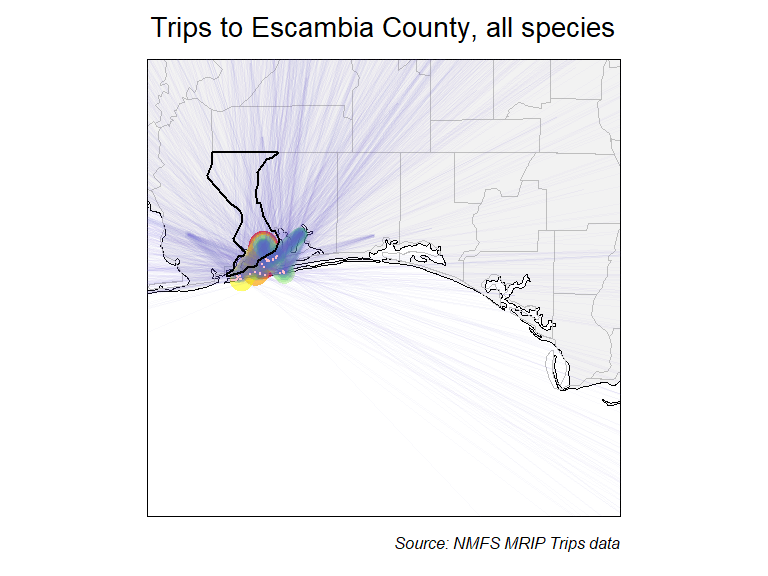 Trips to Escambia County, all species
Source: NMFS MRIP Trips data